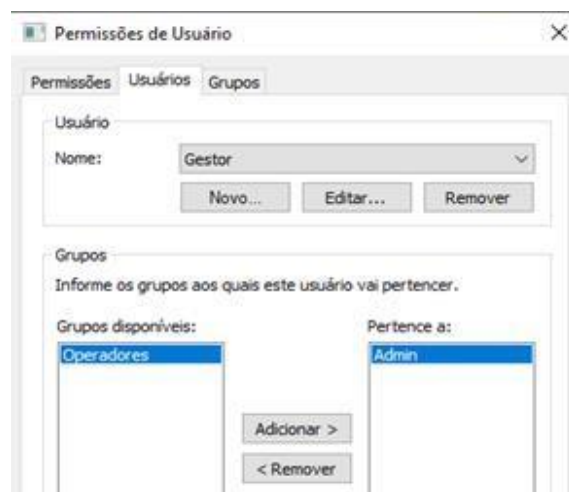 Permissões de Usuário
Permissões Usuários Grupos
Usuário
Nome: Gestor
Novo... Editar... Remover
Grupos
Informe os grupos aos quais este usuário vai pertencer.
Grupos disponíveis: Pertence a:
Operadores Admin
Adicionar >
< Remover